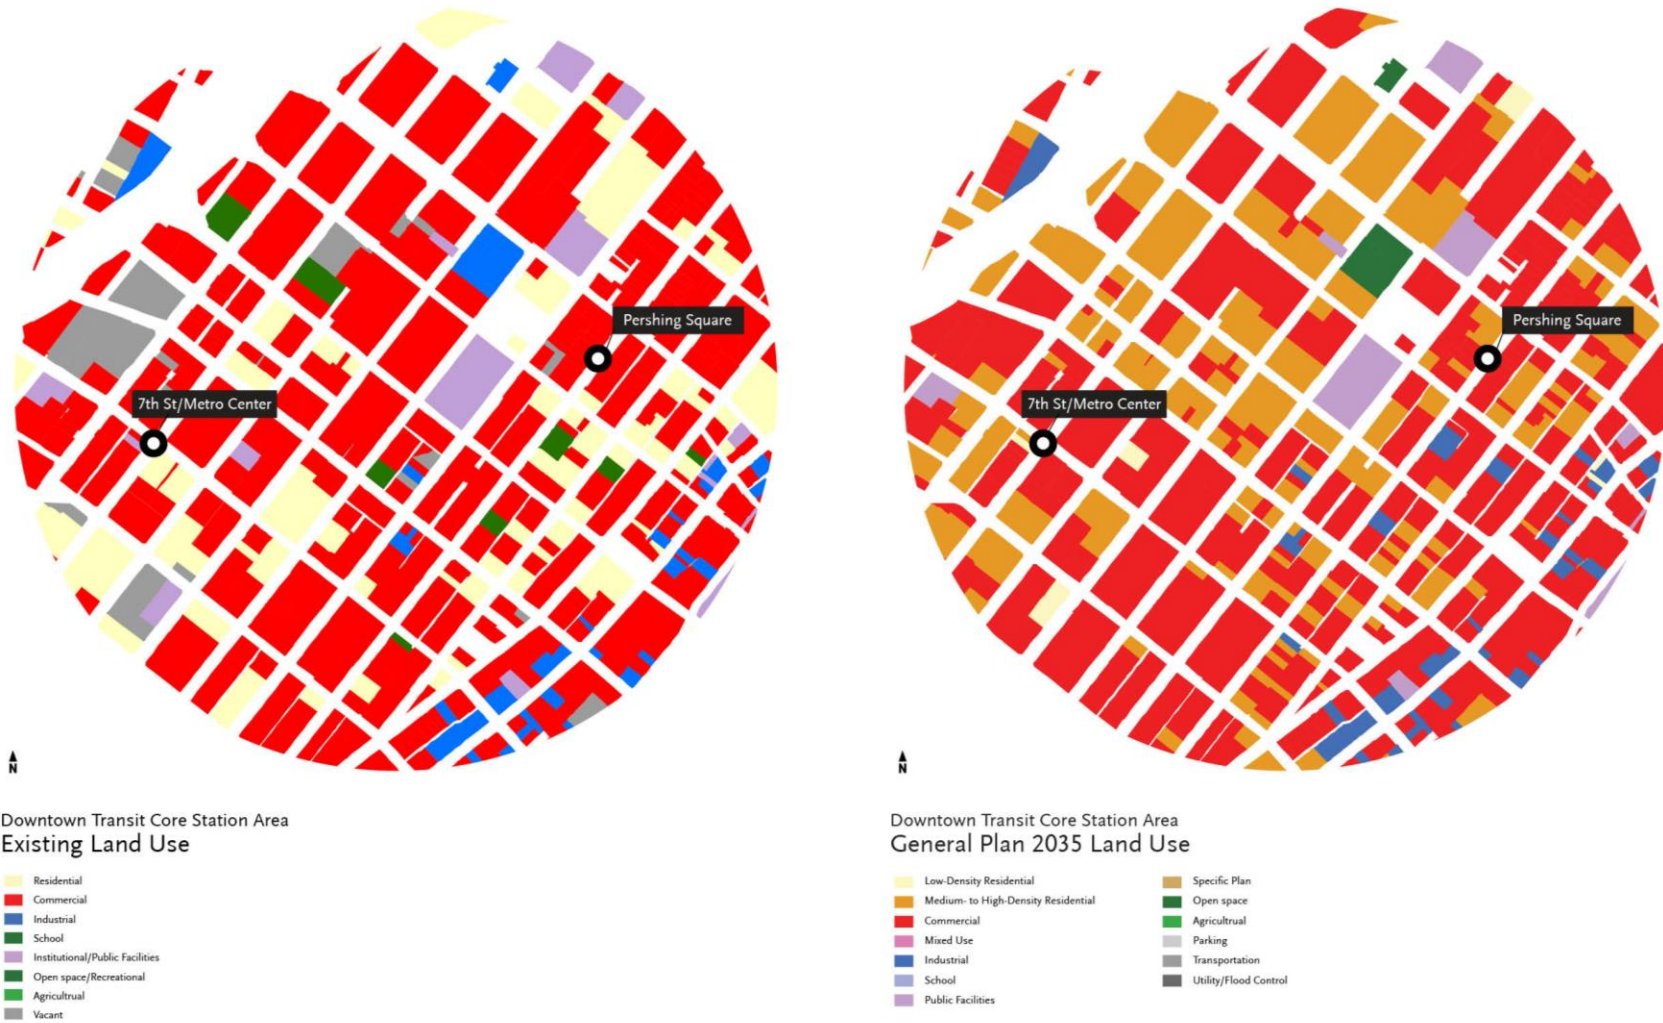 Pershing Square
7th St/Metro Center
N
Downtown Transit Core Station Area
Existing Land Use
Residential
Commercial
Industrial
School
Institutional/Public Facilities
Open space/Recreational
Agricultrual
Vacant
Pershing Square
7th St/Metro Center
N
Downtown Transit Core Station Area
General Plan 2035 Land Use
Low-Density Residential
Medium- to High-Density Residential
Commercial
Mixed Use
Industrial
School
Public Facilities
Specific Plan
Open space
Agricultrual
Parking
Transportation
Utility/Flood Control